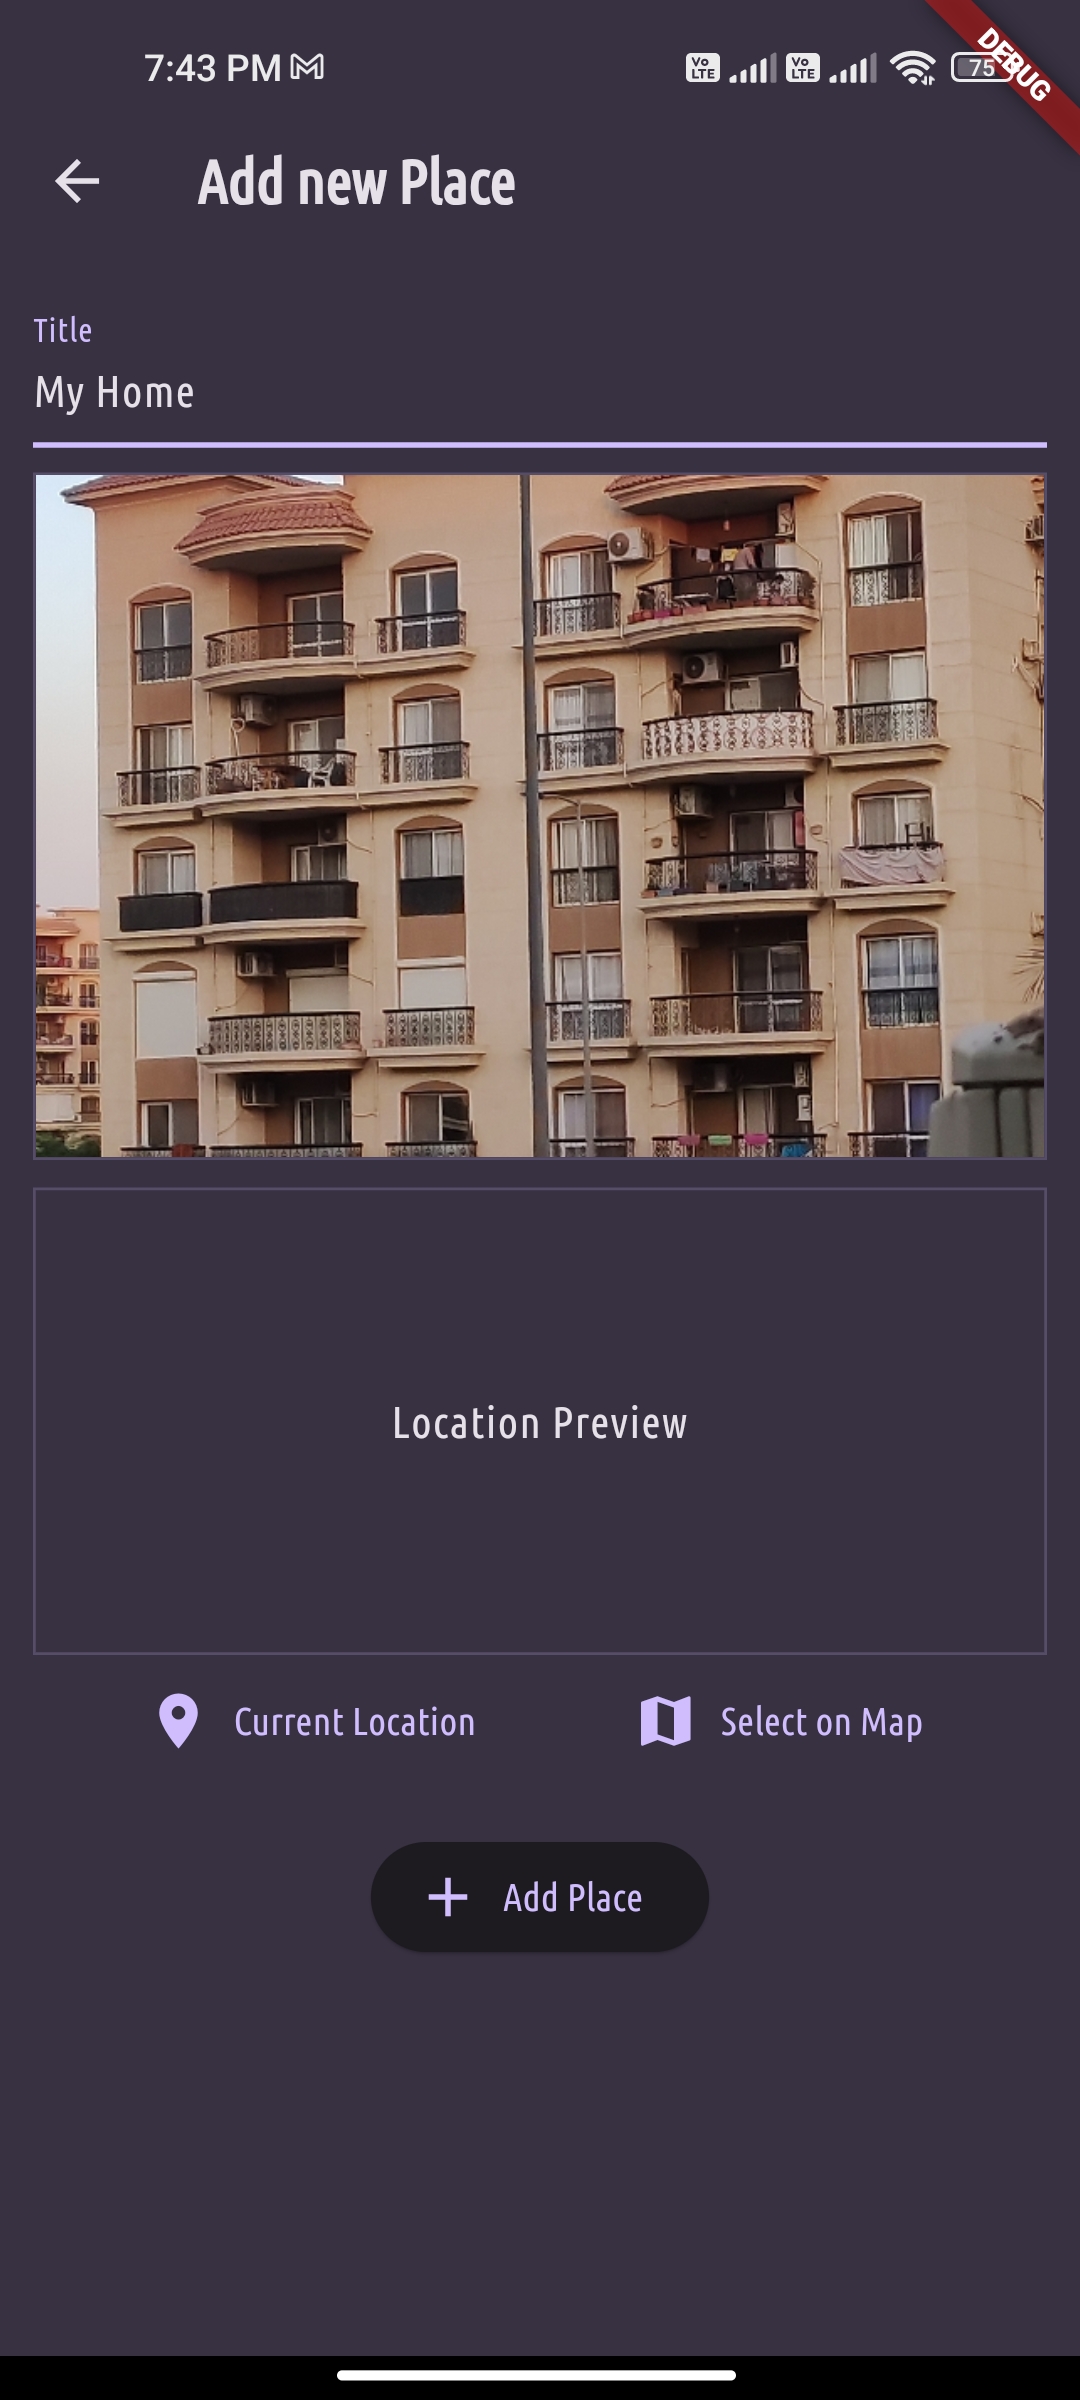 7:43 PM
Vo LTE Vo LTE 75
DEBUG
Add new Place
Title
My Home
Location Preview
Current Location Select on Map
Add Place